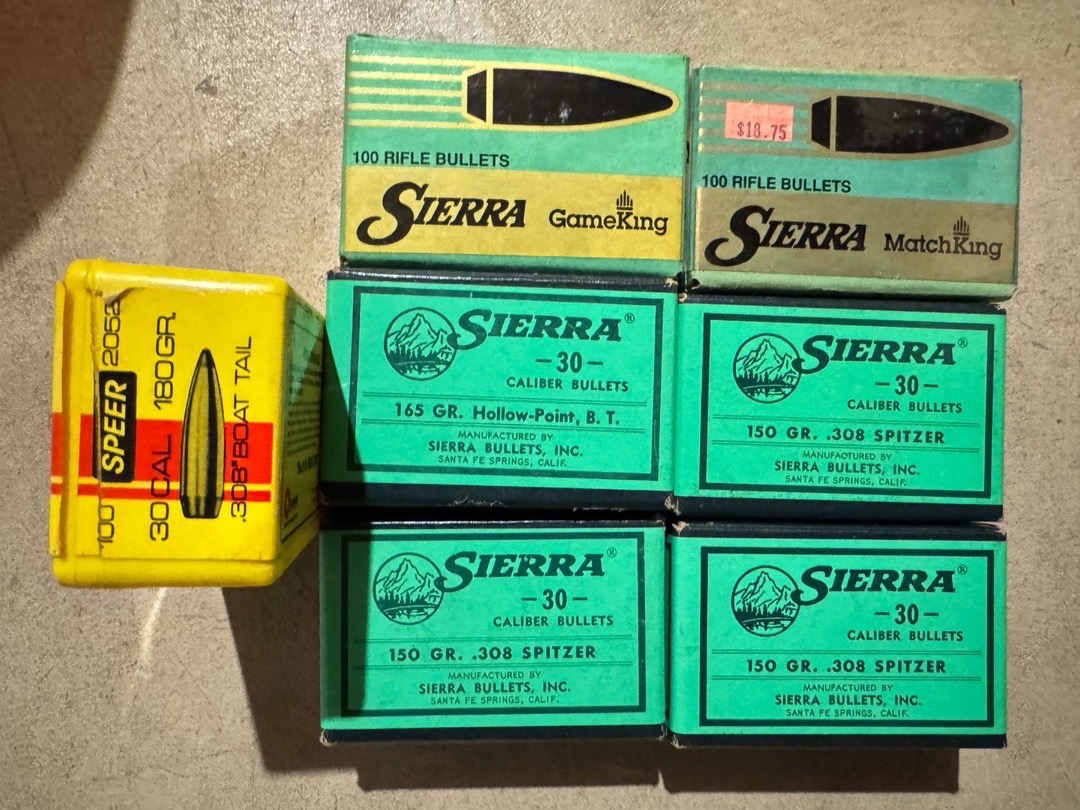 100 RIFLE BULLETS
SIERRA GameKing
$18.75
100 RIFLE BULLETS
SIERRA MatchKing
100 SPEER 2052
30 CAL 180 GR.
.308" BOAT TAIL
SIERRA®
-30-
CALIBER BULLETS
165 GR. Hollow-Point, B. T.
MANUFACTURED BY
SIERRA BULLETS, INC.
SANTA FE SPRINGS, CALIF.
SIERRA®
-30-
CALIBER BULLETS
150 GR. .308 SPITZER
MANUFACTURED BY
SIERRA BULLETS, INC.
SANTA FE SPRINGS, CALIF.
SIERRA®
-30-
CALIBER BULLETS
150 GR. .308 SPITZER
MANUFACTURED BY
SIERRA BULLETS, INC.
SANTA FE SPRINGS, CALIF.
SIERRA®
-30-
CALIBER BULLETS
150 GR. .308 SPITZER
MANUFACTURED BY
SIERRA BULLETS, INC.
SANTA FE SPRINGS, CALIF.